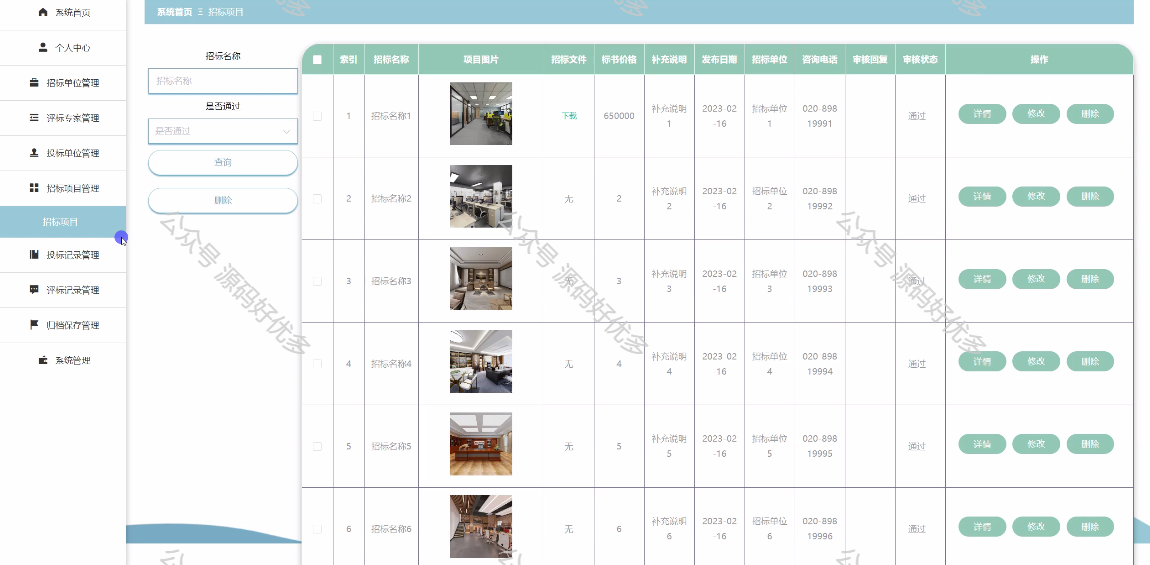 系统首页
个人中心
招标单位管理
评标专家管理
投标单位管理
招标项目管理
招标项目
投标记录管理
评标记录管理
归档保存管理
系统管理
系统首页 Ξ 招标项目
招标名称
招标名称
是否通过
是否通过
查询
删除
索引 招标名称 项目图片 招标文件 标书价格 补充说明 发布日期 招标单位 咨询电话 审核回复 审核状态 操作
1 招标名称1 下载 650000 补充说明1 2023-02-16 招标单位1 020-89819991 通过 详情 修改 删除
2 招标名称2 无 2 补充说明2 2023-02-16 招标单位2 020-89819992 通过 详情 修改 删除
3 招标名称3 无 3 补充说明3 2023-02-16 招标单位3 020-89819993 通过 详情 修改 删除
4 招标名称4 无 4 补充说明4 2023-02-16 招标单位4 020-89819994 通过 详情 修改 删除
5 招标名称5 无 5 补充说明5 2023-02-16 招标单位5 020-89819995 通过 详情 修改 删除
6 招标名称6 无 6 补充说明6 2023-02-16 招标单位6 020-89819996 通过 详情 修改 删除
公众号 源码好优多
公众号 源码好优多
公众号 源码好优多